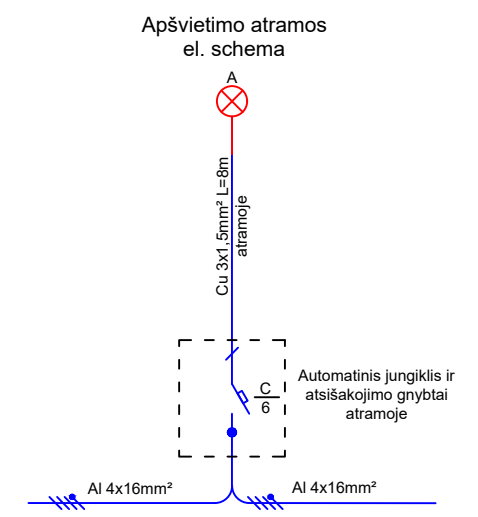 Apšvietimo atramos
el. schema
A
Cu 3x1,5mm² L=8m
atramoje
C
6
Automatinis jungiklis ir
atsišakojimo gnybtai
atramoje
Al 4x16mm²
Al 4x16mm²